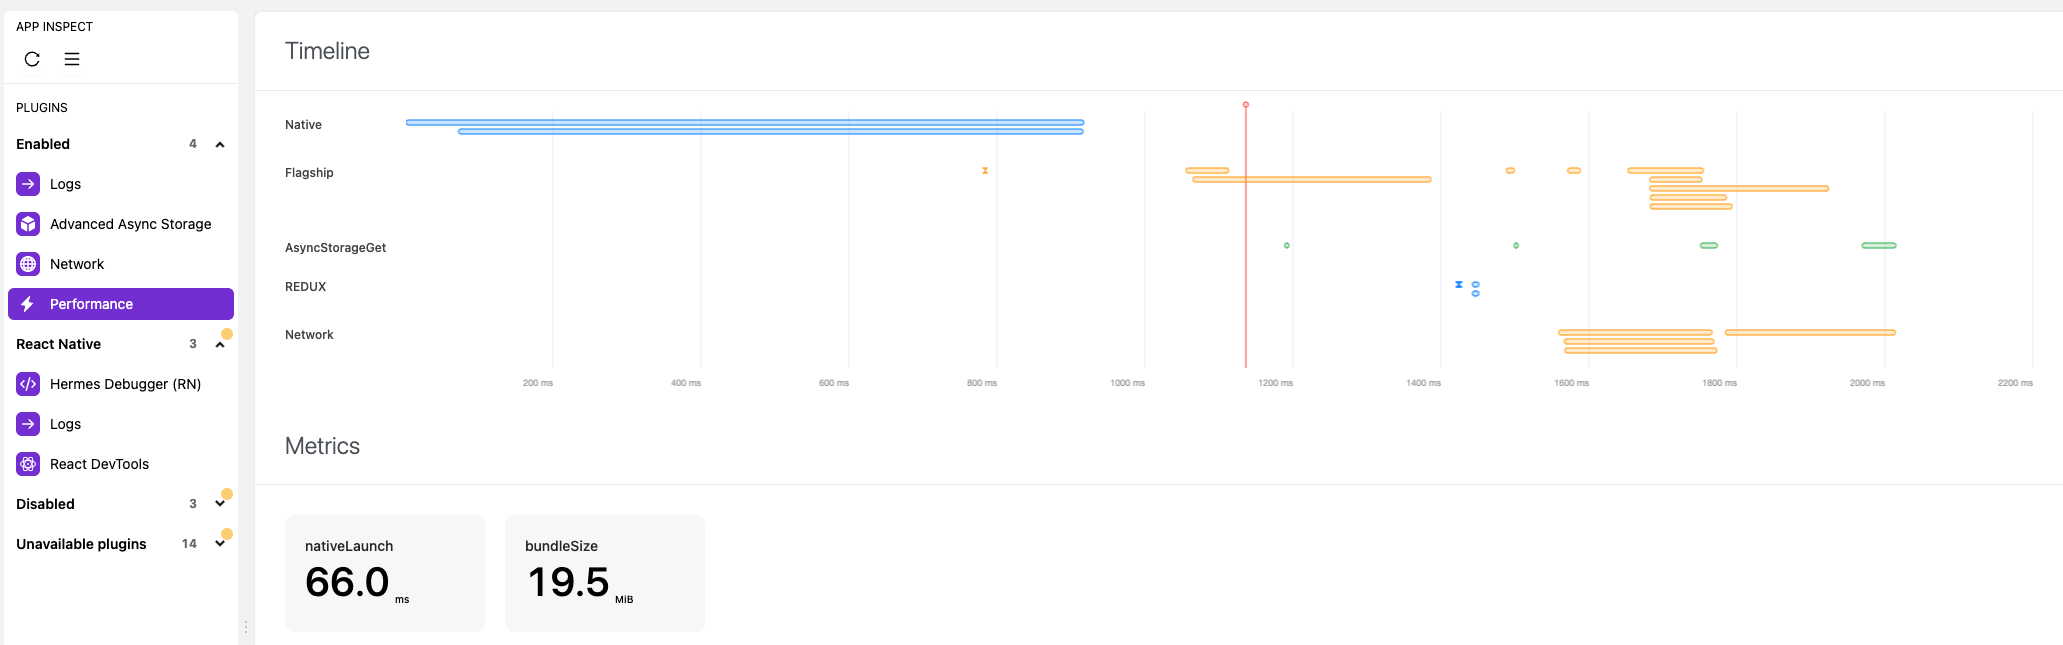 APP INSPECT
PLUGINS
Enabled 4
Logs
Advanced Async Storage
Network
Performance
React Native 3
Hermes Debugger (RN)
Logs
React DevTools
Disabled 3
Unavailable plugins 14
Timeline
Native
Flagship
AsyncStorageGet
REDUX
Network
200 ms 400 ms 600 ms 800 ms 1000 ms 1200 ms 1400 ms 1600 ms 1800 ms 2000 ms 2200 ms
Metrics
nativeLaunch
66.0 ms
bundleSize
19.5 MiB